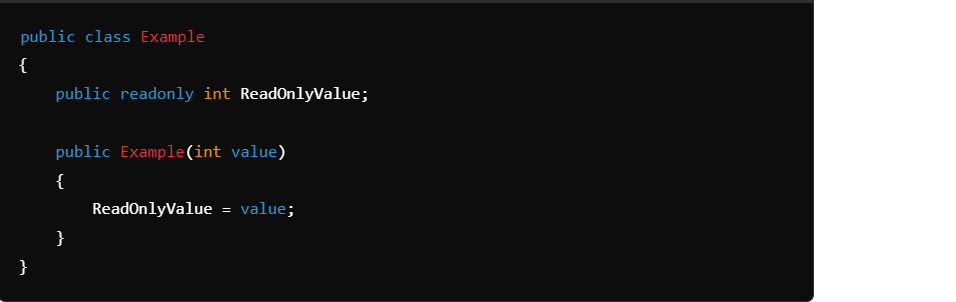 public class Example
{
    public readonly int ReadOnlyValue;
    public Example(int value)
    {
        ReadOnlyValue = value;
    }
}